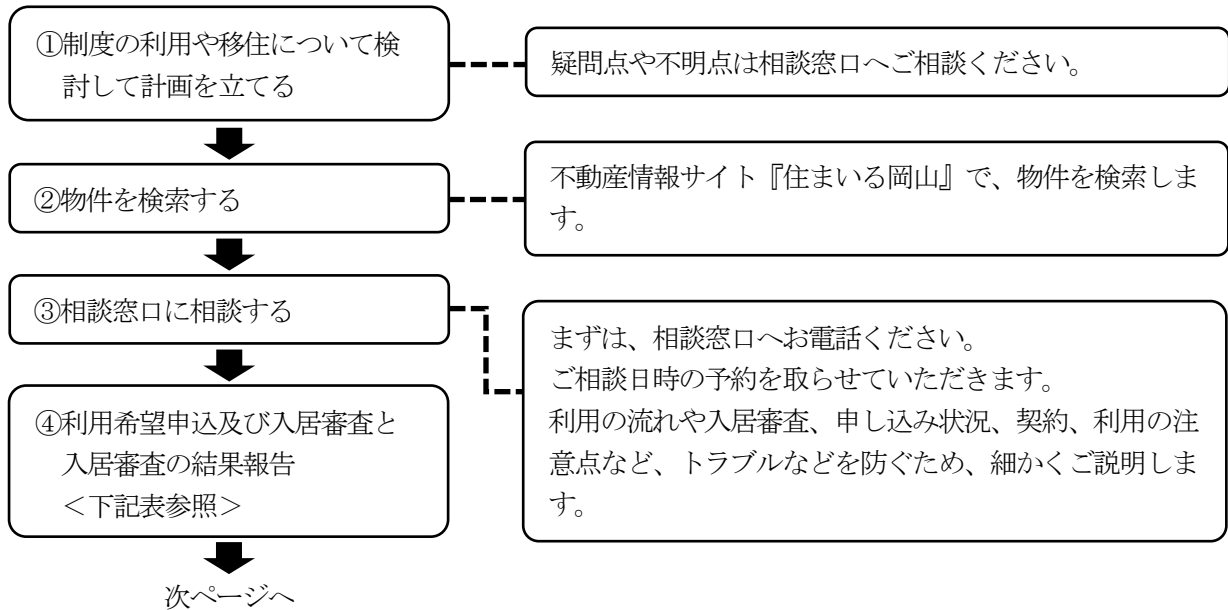 ①制度の利用や移住について検
討して計画を立てる
疑問点や不明点は相談窓口へご相談ください。
②物件を検索する
不動産情報サイト『住まいる岡山』で、物件を検索しま
す。
③相談窓口に相談する
まずは、相談窓口へお電話ください。
ご相談日時の予約を取らせていただきます。
利用の流れや入居審査、申し込み状況、契約、利用の注
意点など、トラブルなどを防ぐため、細かくご説明しま
す。
④利用希望申込及び入居審査と
入居審査の結果報告
＜下記表参照＞
次ページへ